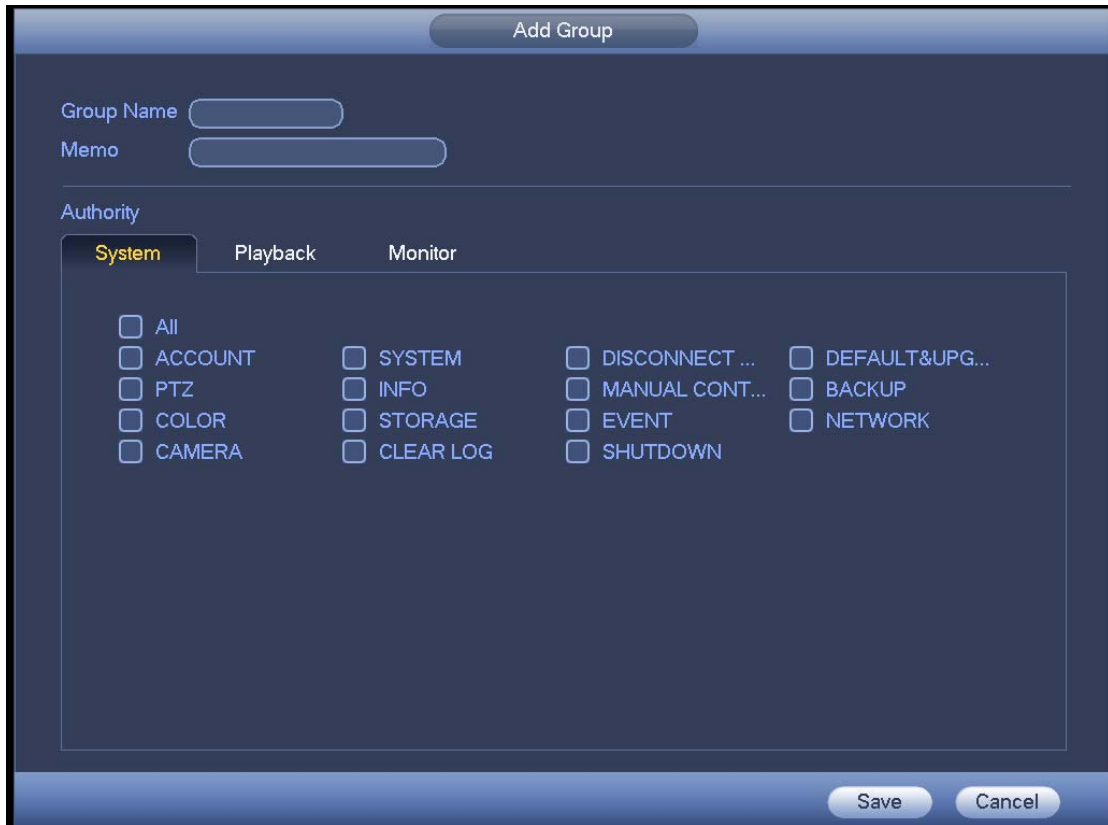 Add Group
Group Name
Memo
Authority
System Playback Monitor
All
ACCOUNT SYSTEM DISCONNECT ... DEFAULT&UPG...
PTZ INFO MANUAL CONT... BACKUP
COLOR STORAGE EVENT NETWORK
CAMERA CLEAR LOG SHUTDOWN
Save Cancel